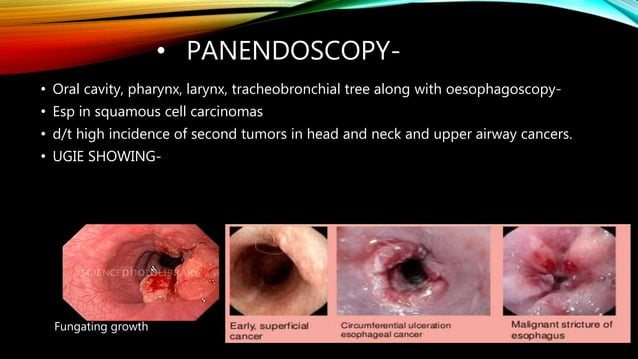 • PANENDOSCOPY-
• Oral cavity, pharynx, larynx, tracheobronchial tree along with oesophagoscopy-
• Esp in squamous cell carcinomas
• d/t high incidence of second tumors in head and neck and upper airway cancers.
• UGIE SHOWING-
SCIENCEPHOTOLIBRARY
Fungating growth
Early, superficial
cancer
Circumferential ulceration
esophageal cancer
Malignant stricture of
esophagus